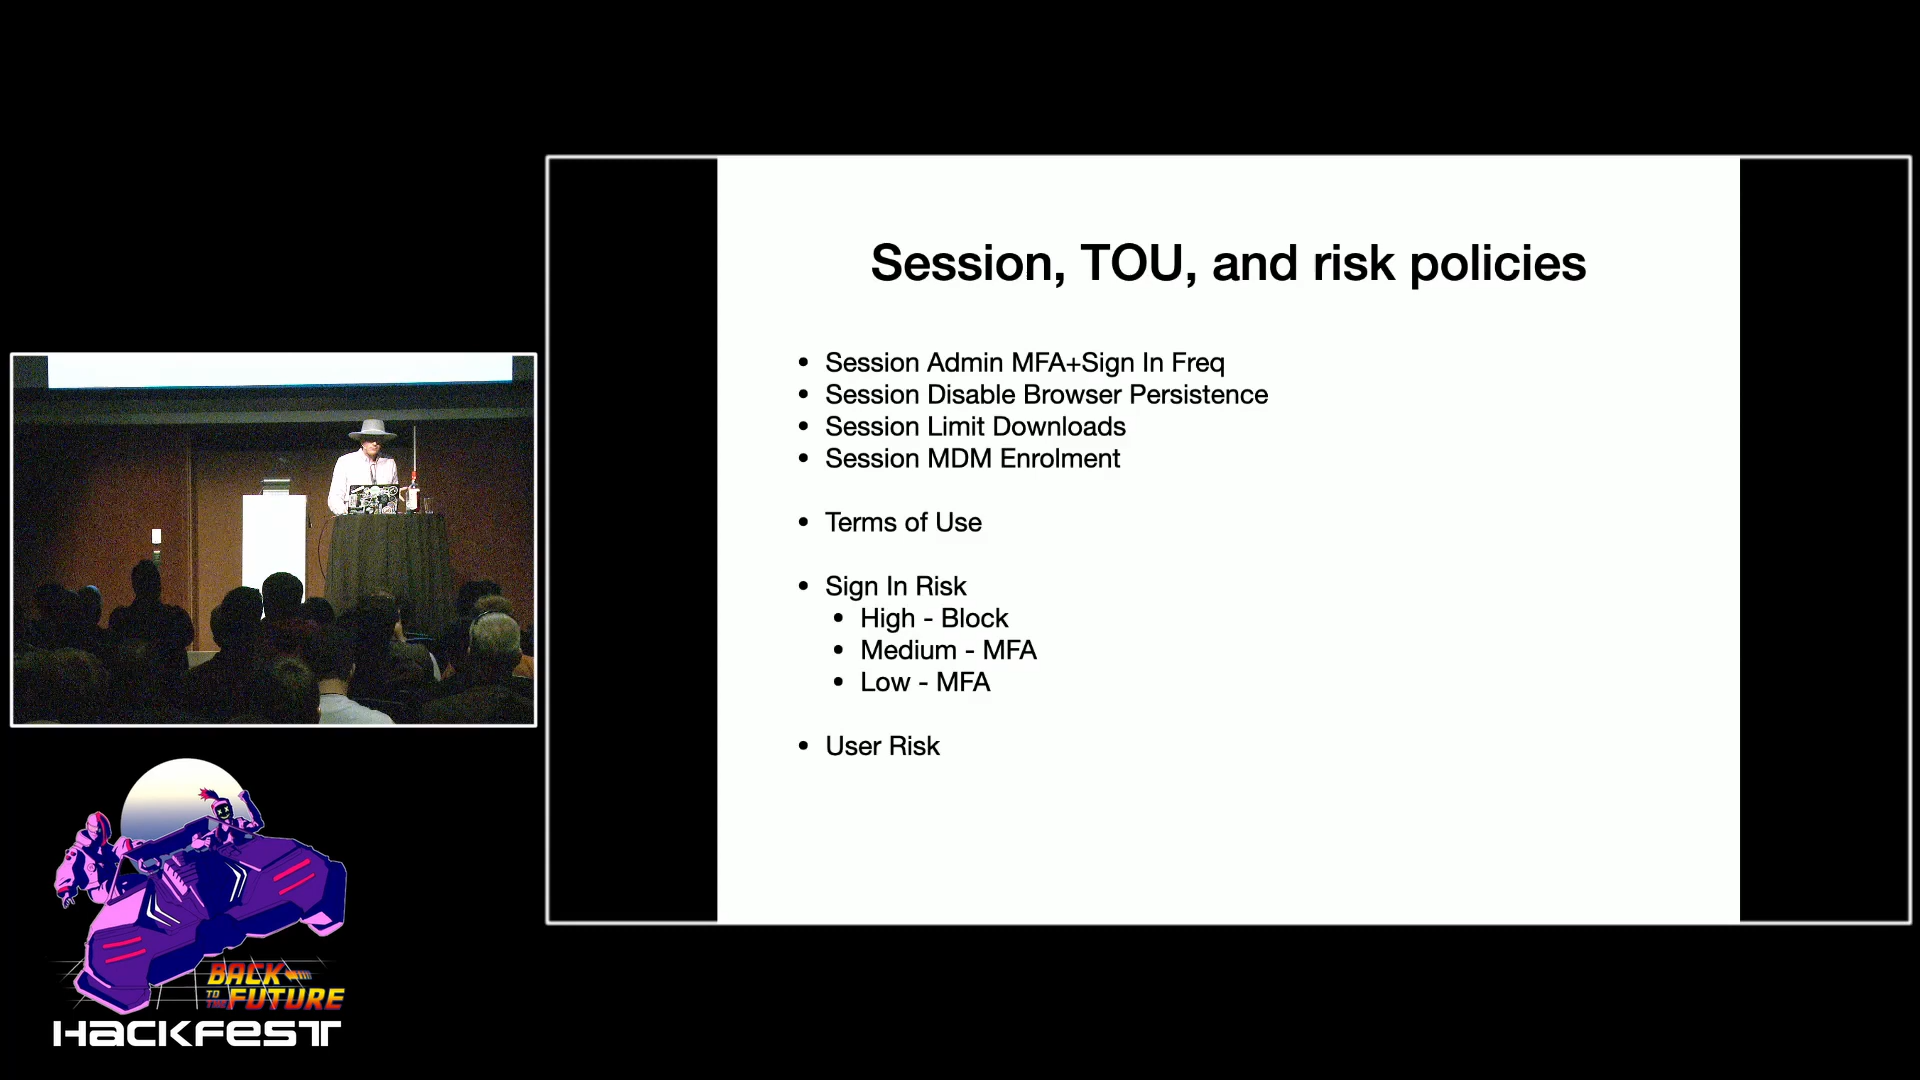 Session, TOU, and risk policies
• Session Admin MFA+Sign In Freq
• Session Disable Browser Persistence
• Session Limit Downloads
• Session MDM Enrolment
• Terms of Use
• Sign In Risk
• High - Block
• Medium - MFA
• Low - MFA
• User Risk
BACK
TO THE FUTURE
HACKFEST